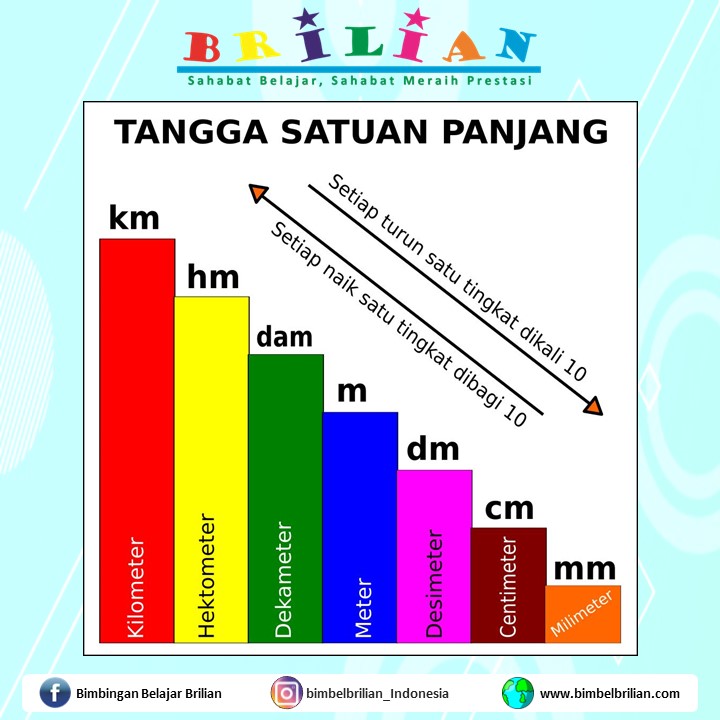 BRILIAN
Sahabat Belajar, Sahabat Meraih Prestasi
TANGGA SATUAN PANJANG
Setiap turun satu tingkat dikali 10
Setiap naik satu tingkat dibagi 10
km
hm
dam
m
dm
cm
mm
Kilometer
Hektometer
Dekameter
Meter
Desimeter
Centimeter
Milimeter
Bimbingan Belajar Brilian
bimbelbrilian_Indonesia
www.bimbelbrilian.com